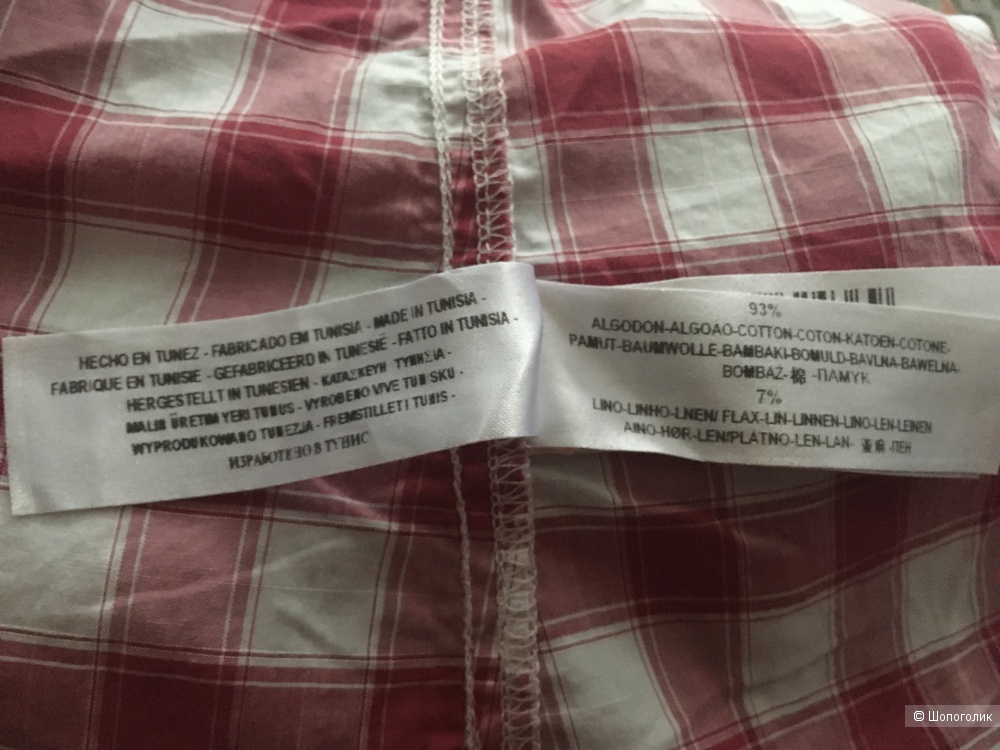 HECHO EN TUNEZ - FABRICADO EM TUNISIA - MADE IN TUNISIA -
FABRIQUE EN TUNISIE - GEFABRICEERD IN TUNESIË - FATTO IN TUNISIA -
HERGESTELLT IN TUNESIEN - ΚΑΤΑΣΚΕΥΗ ΤΥΝΗΣΙΑ -
MALIN ÜRETIM YERI TUNUS - VYROBENO VIVE TUNISKU -
WYPRODUKOWANO TUNEZJA - FREMSTILLET I TUNIS -
ИЗРАБОТЕНО В ТУНИС
93%
ALGODON-ALGOAO-COTTON-COTON-KATOEN-COTONE-
PAMUT-BAUMWOLLE-BAMBAKI-BOMULD-BAVLNA-BAWELNA-
BOMBAZ- 棉 -ПАМУК
7%
LINO-LINHO-LNEN/ FLAX-LIN-LINNEN-LINO-LEN-LEINEN
AINO-HØR-LEN/PLATNO-LEN-LAN- 亚麻 -ЛЕН
© Шопоголик